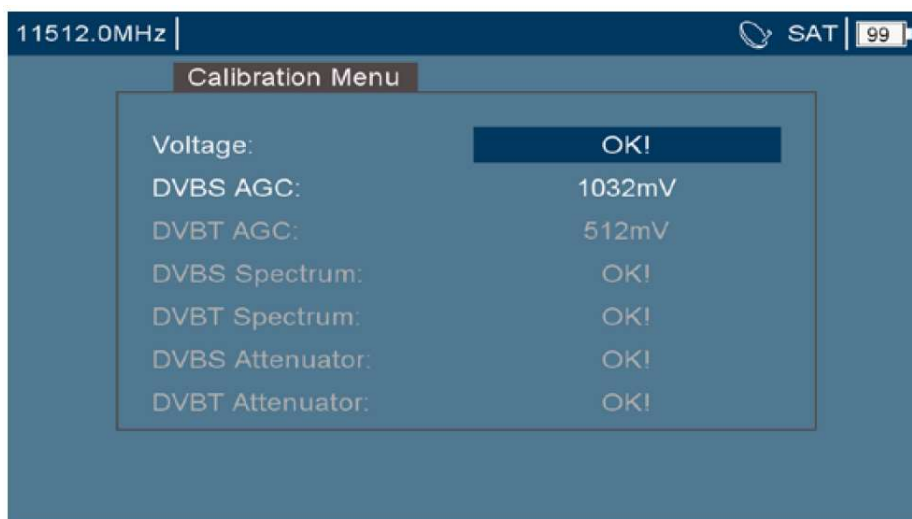 11512.0MHz SAT 99
Calibration Menu
Voltage: OK!
DVBS AGC: 1032mV
DVBT AGC: 512mV
DVBS Spectrum: OK!
DVBT Spectrum: OK!
DVBS Attenuator: OK!
DVBT Attenuator: OK!